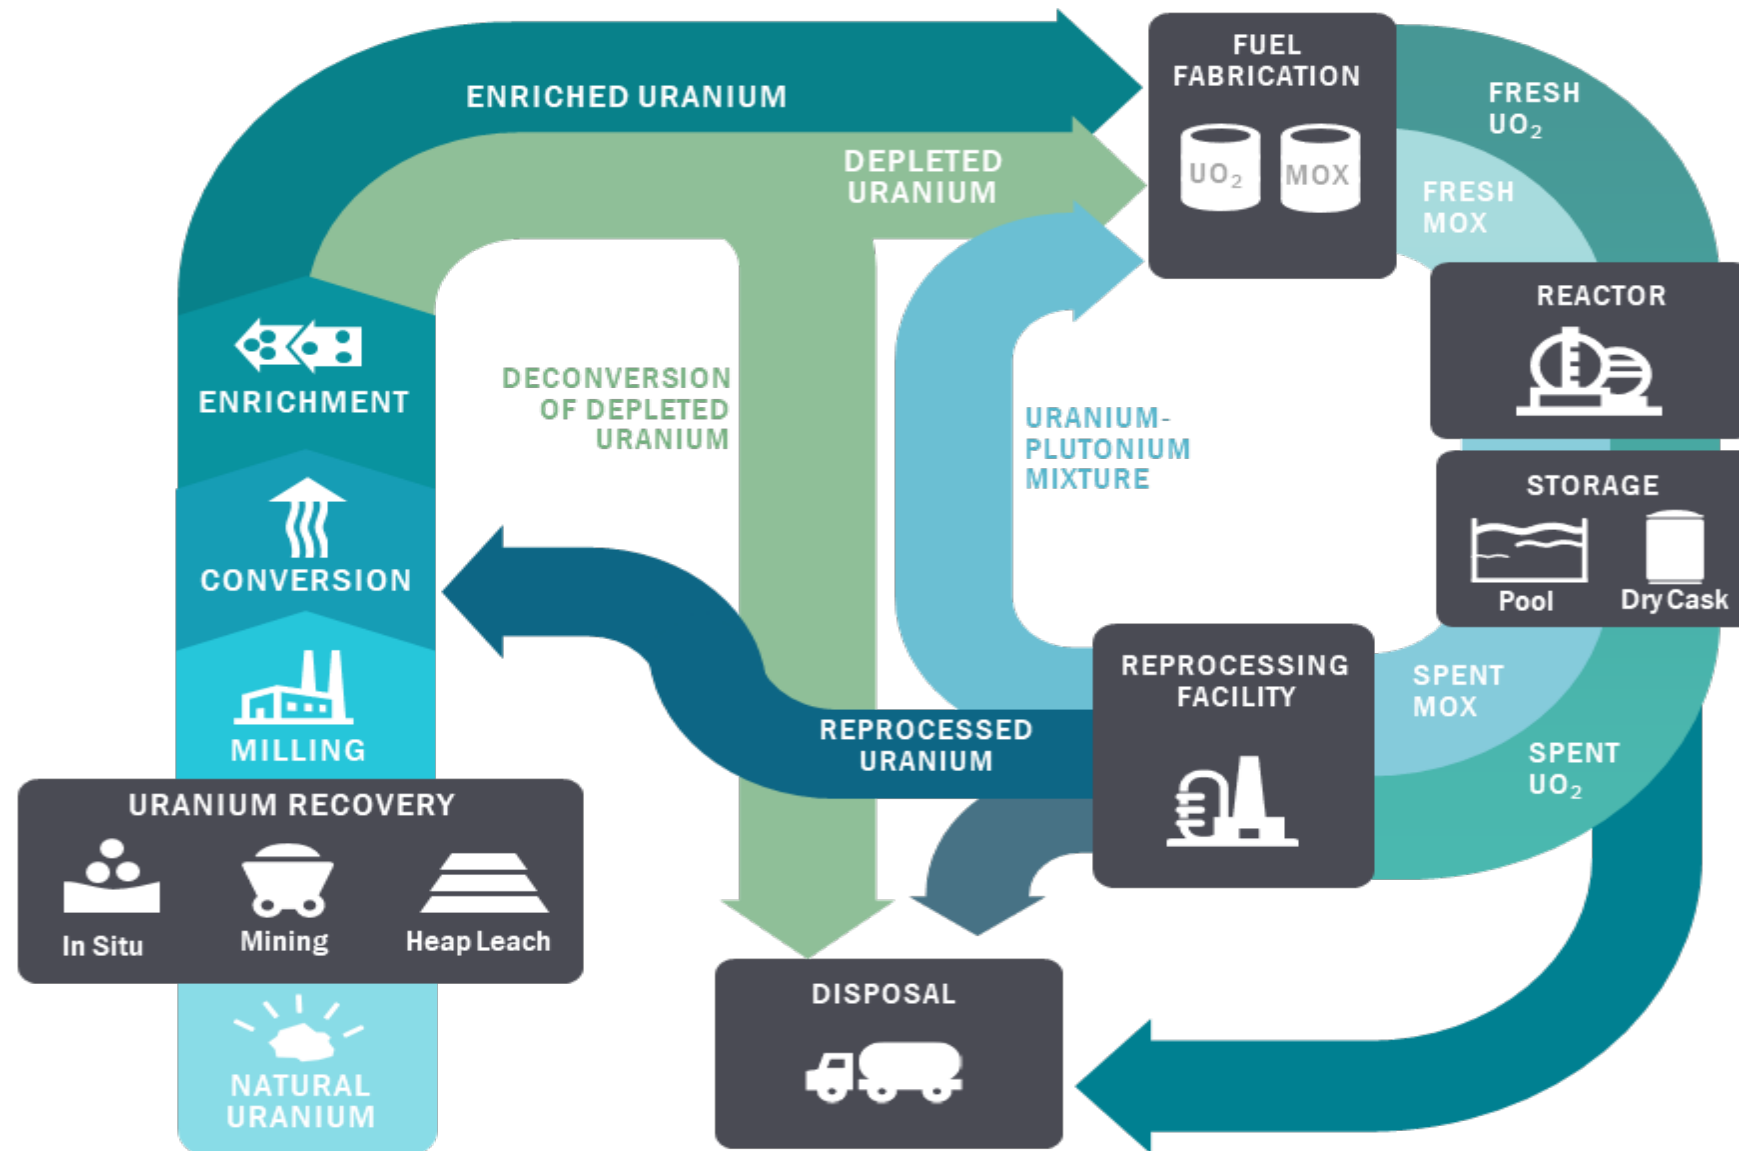 ENRICHED URANIUM
DEPLETED
URANIUM
FUEL
FABRICATION
UO₂
MOX
FRESH
UO₂
FRESH
MOX
REACTOR
STORAGE
Pool
Dry Cask
SPENT
MOX
SPENT
UO₂
REPROCESSING
FACILITY
URANIUM-
PLUTONIUM
MIXTURE
REPROCESSED
URANIUM
DECONVERSION
OF DEPLETED
URANIUM
ENRICHMENT
CONVERSION
MILLING
URANIUM RECOVERY
In Situ
Mining
Heap Leach
NATURAL
URANIUM
DISPOSAL